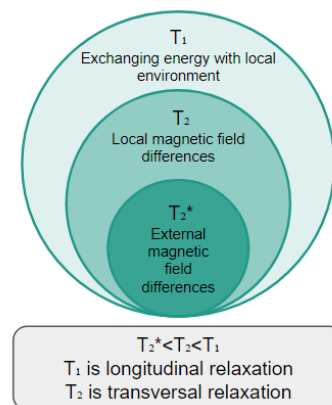 T₁
Exchanging energy with local
environment
T₂
Local magnetic field
differences
T₂*
External
magnetic
field
differences
T₂*<T₂<T₁
T₁ is longitudinal relaxation
T₂ is transversal relaxation